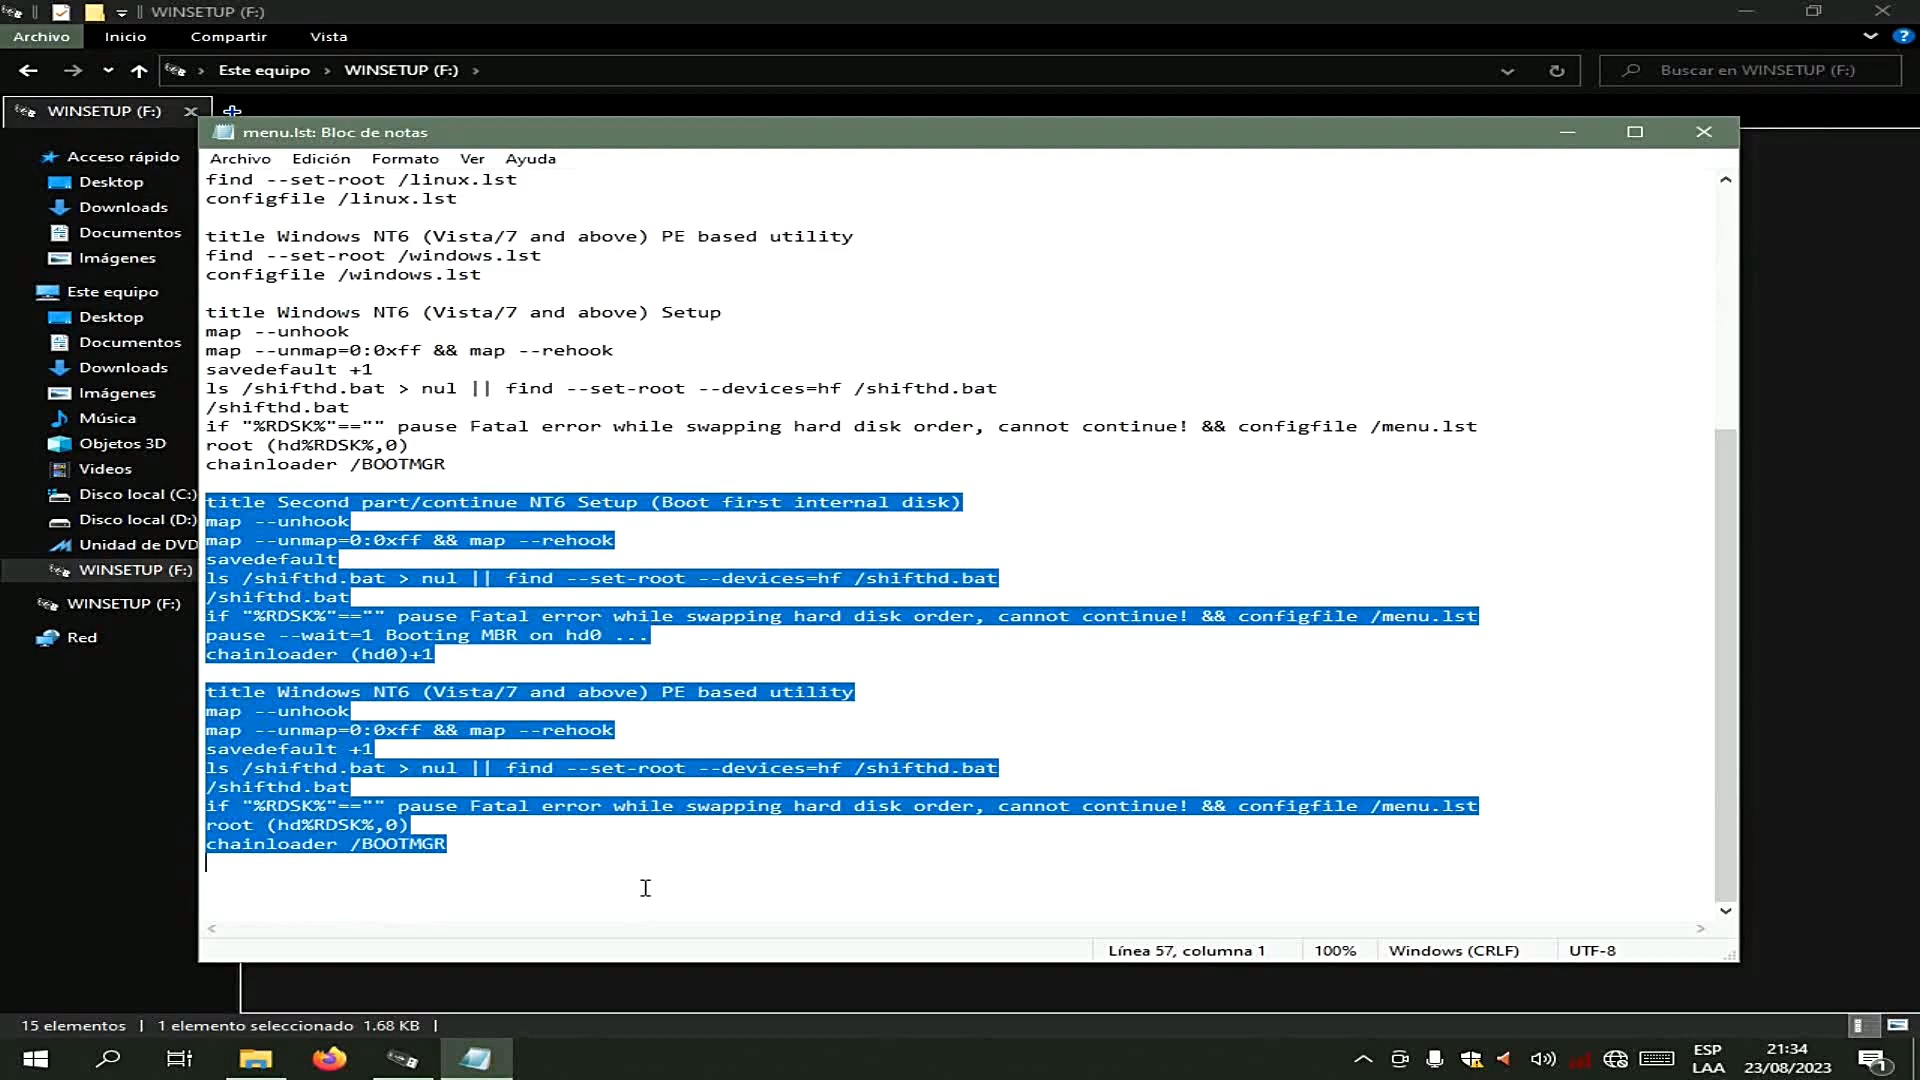 WINSETUP (F:)
Archivo Inicio Compartir Vista
Este equipo › WINSETUP (F:) ›
Buscar en WINSETUP (F:)
WINSETUP (F:)
Acceso rápido
Desktop
Downloads
Documentos
Imágenes
Este equipo
Desktop
Documentos
Downloads
Imágenes
Música
Objetos 3D
Videos
Disco local (C:)
Disco local (D:)
Unidad de DVD
WINSETUP (F:)
WINSETUP (F:)
Red
menu.lst: Bloc de notas
Archivo Edición Formato Ver Ayuda
find --set-root /linux.lst
configfile /linux.lst
title Windows NT6 (Vista/7 and above) PE based utility
find --set-root /windows.lst
configfile /windows.lst
title Windows NT6 (Vista/7 and above) Setup
map --unhook
map --unmap=0:0xff && map --rehook
savedefault +1
ls /shifthd.bat > nul || find --set-root --devices=hf /shifthd.bat
/shifthd.bat
if "%RDSK%"=="" pause Fatal error while swapping hard disk order, cannot continue! && configfile /menu.lst
root (hd%RDSK%,0)
chainloader /BOOTMGR
title Second part/continue NT6 Setup (Boot first internal disk)
map --unhook
map --unmap=0:0xff && map --rehook
savedefault
ls /shifthd.bat > nul || find --set-root --devices=hf /shifthd.bat
/shifthd.bat
if "%RDSK%"=="" pause Fatal error while swapping hard disk order, cannot continue! && configfile /menu.lst
pause --wait=1 Booting MBR on hd0 ...
chainloader (hd0)+1
title Windows NT6 (Vista/7 and above) PE based utility
map --unhook
map --unmap=0:0xff && map --rehook
savedefault +1
ls /shifthd.bat > nul || find --set-root --devices=hf /shifthd.bat
/shifthd.bat
if "%RDSK%"=="" pause Fatal error while swapping hard disk order, cannot continue! && configfile /menu.lst
root (hd%RDSK%,0)
chainloader /BOOTMGR
Línea 57, columna 1 100% Windows (CRLF) UTF-8
15 elementos | 1 elemento seleccionado 1.68 KB |
ESP
LAA
21:34
23/08/2023
1